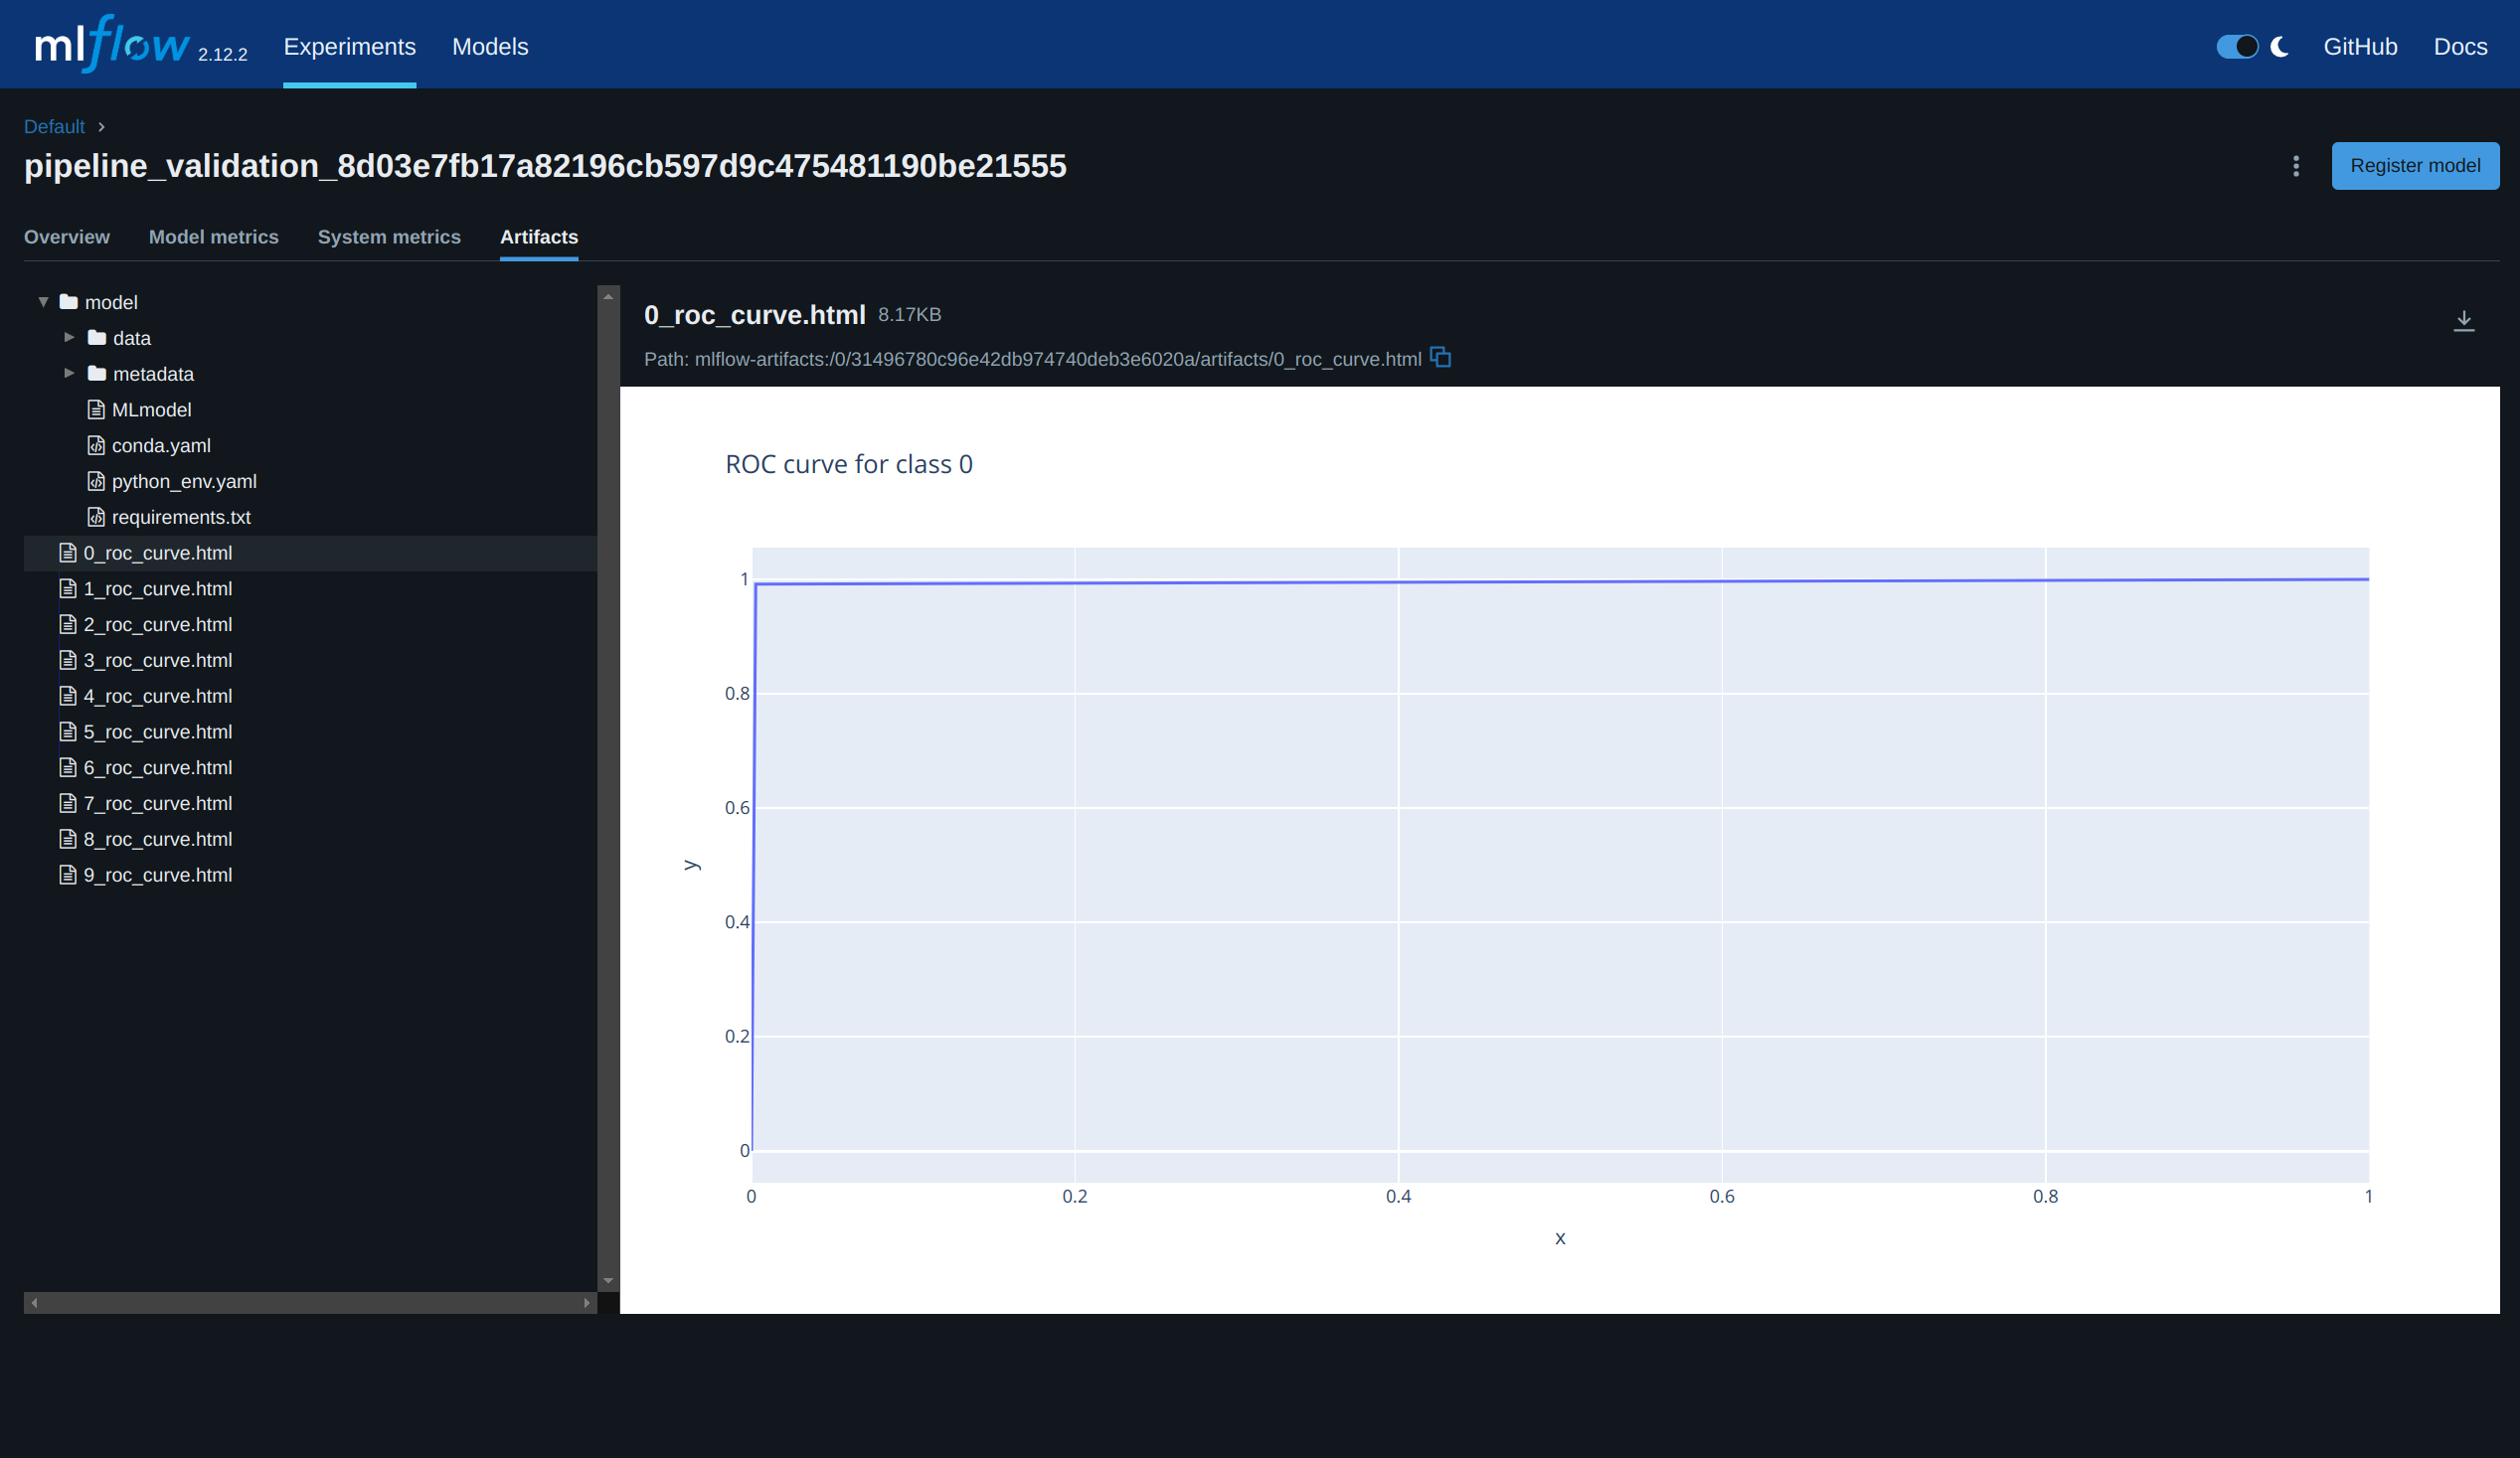 mlflow 2.12.2 Experiments Models GitHub Docs
Default
pipeline_validation_8d03e7fb17a82196cb597d9c475481190be21555
Register model
Overview Model metrics System metrics Artifacts
model
data
metadata
MLmodel
conda.yaml
python_env.yaml
requirements.txt
0_roc_curve.html
1_roc_curve.html
2_roc_curve.html
3_roc_curve.html
4_roc_curve.html
5_roc_curve.html
6_roc_curve.html
7_roc_curve.html
8_roc_curve.html
9_roc_curve.html
0_roc_curve.html 8.17KB
Path: mlflow-artifacts:/0/31496780c96e42db974740deb3e6020a/artifacts/0_roc_curve.html
ROC curve for class 0
1
0.8
0.6
y
0.4
0.2
0
0 0.2 0.4 0.6 0.8 1
x